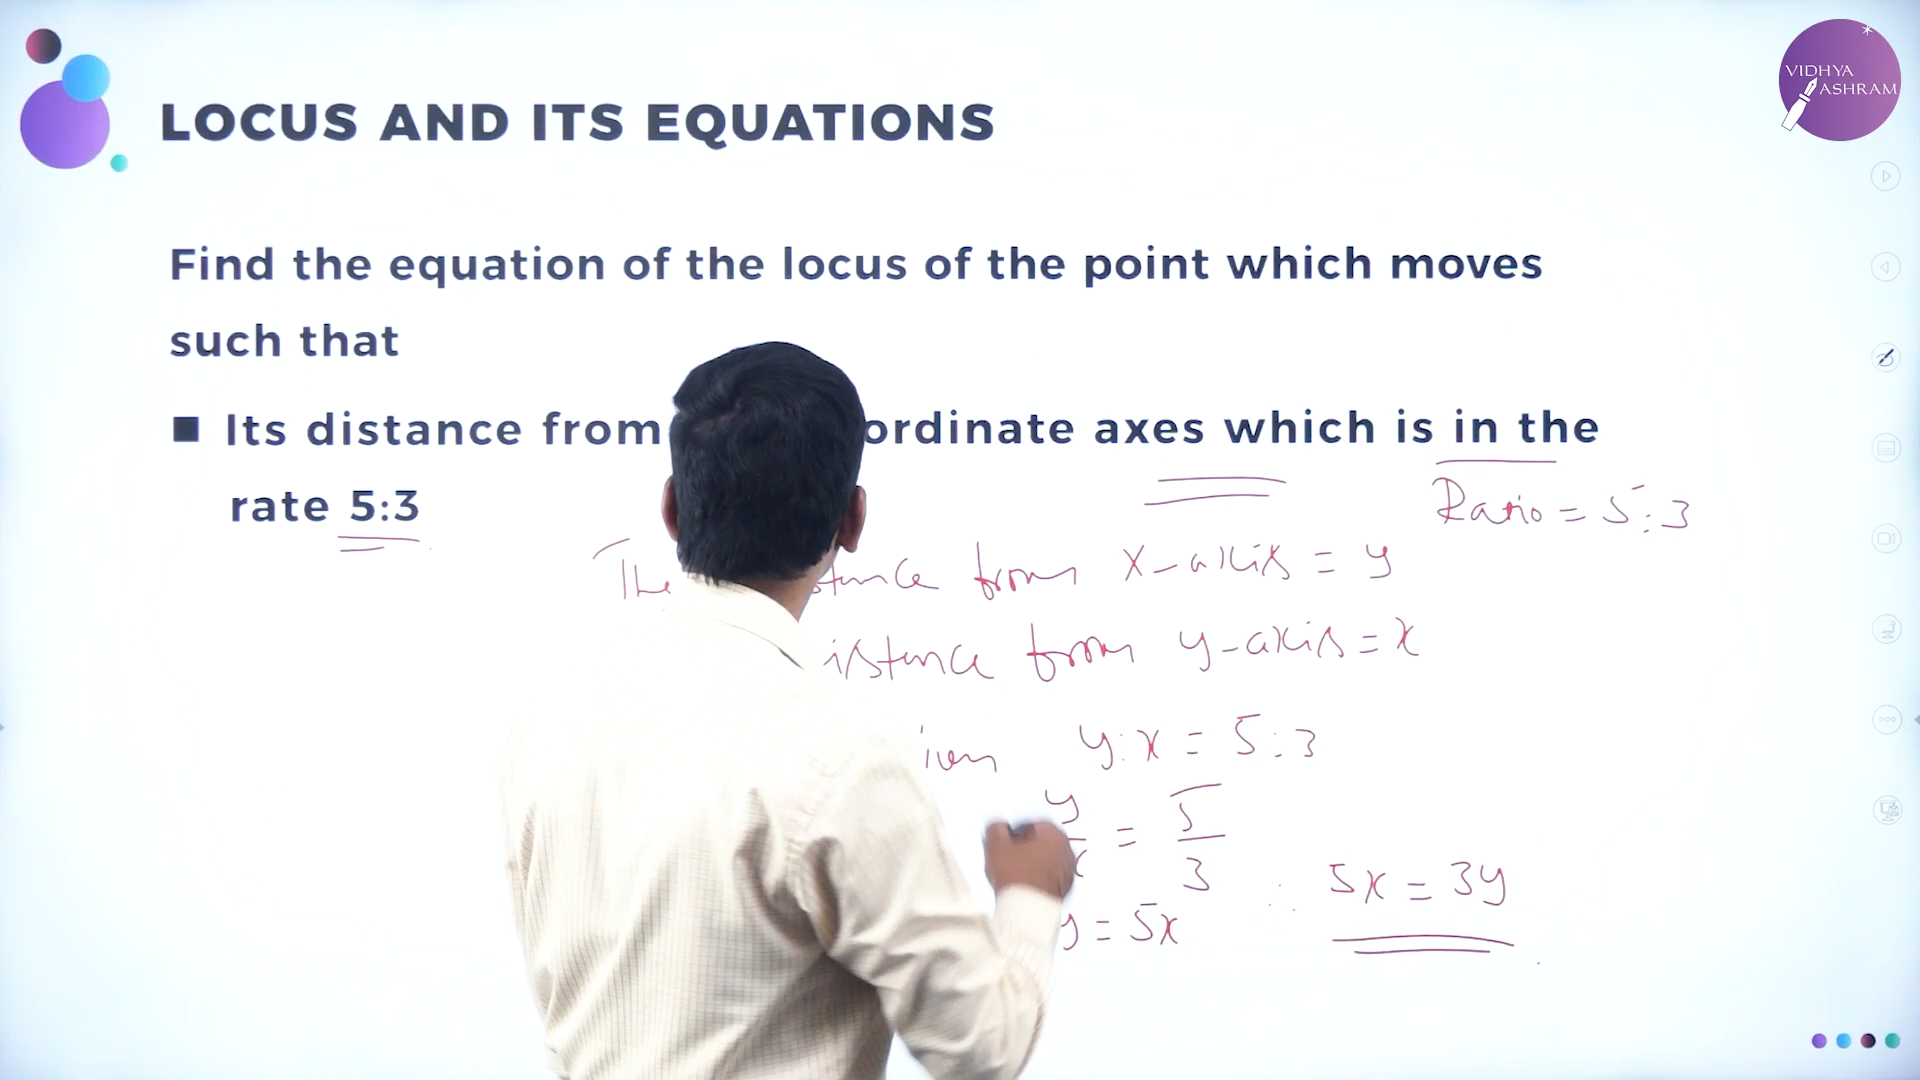 VIDHYA
ASHRAM
LOCUS AND ITS EQUATIONS
Find the equation of the locus of the point which moves
such that
■ Its distance from ordinate axes which is in the
rate 5:3
Ratio = 5:3
The from x-axis = y
istance from y-axis = x
y:x = 5:3
y/x = 5/3
y = 5x
∴ 5x = 3y